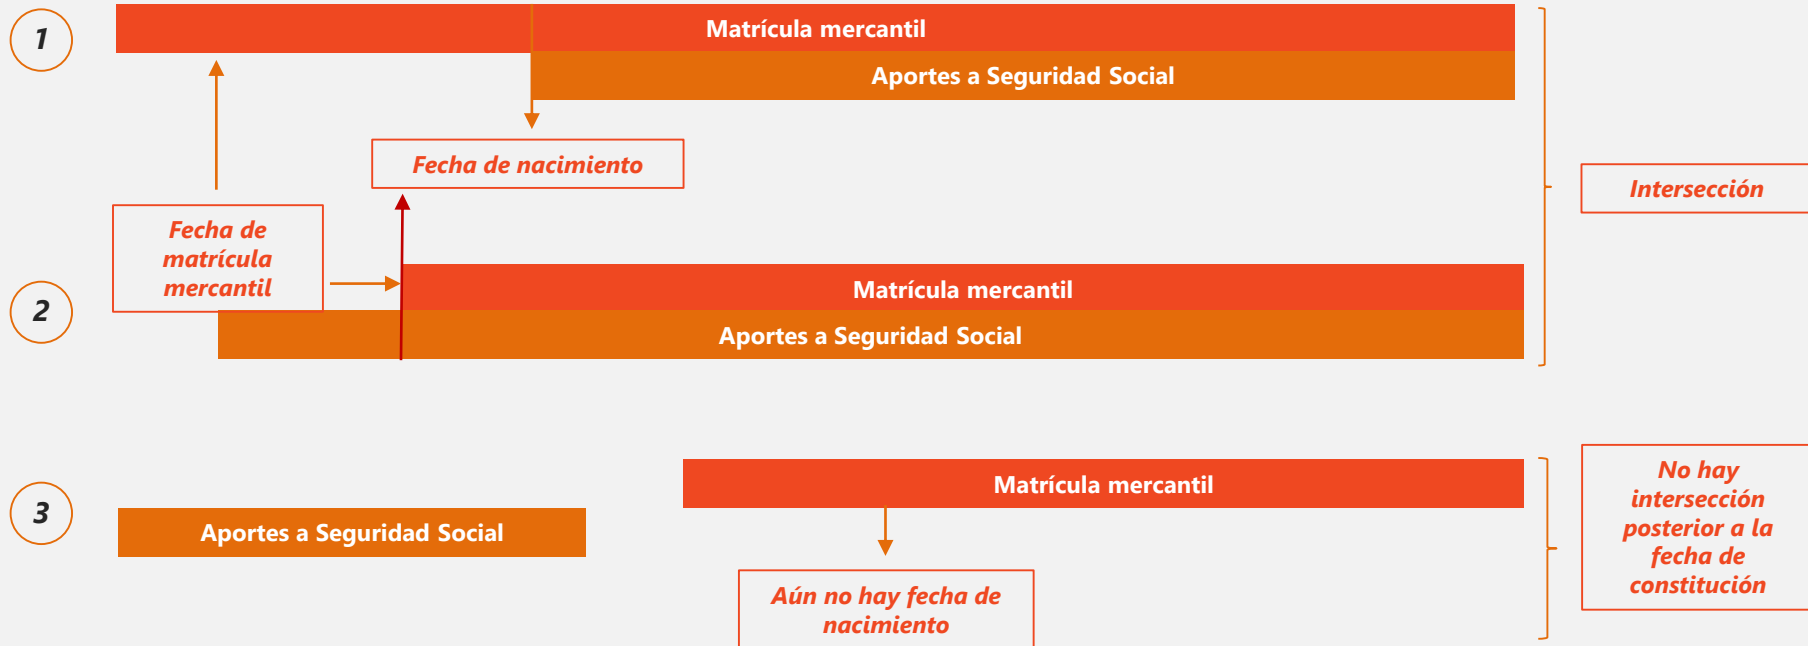 1
Matrícula mercantil
Aportes a Seguridad Social
Fecha de nacimiento
Intersección
Fecha de
matrícula
mercantil
2
Matrícula mercantil
Aportes a Seguridad Social
3
Matrícula mercantil
Aportes a Seguridad Social
Aún no hay fecha de
nacimiento
No hay
intersección
posterior a la
fecha de
constitución